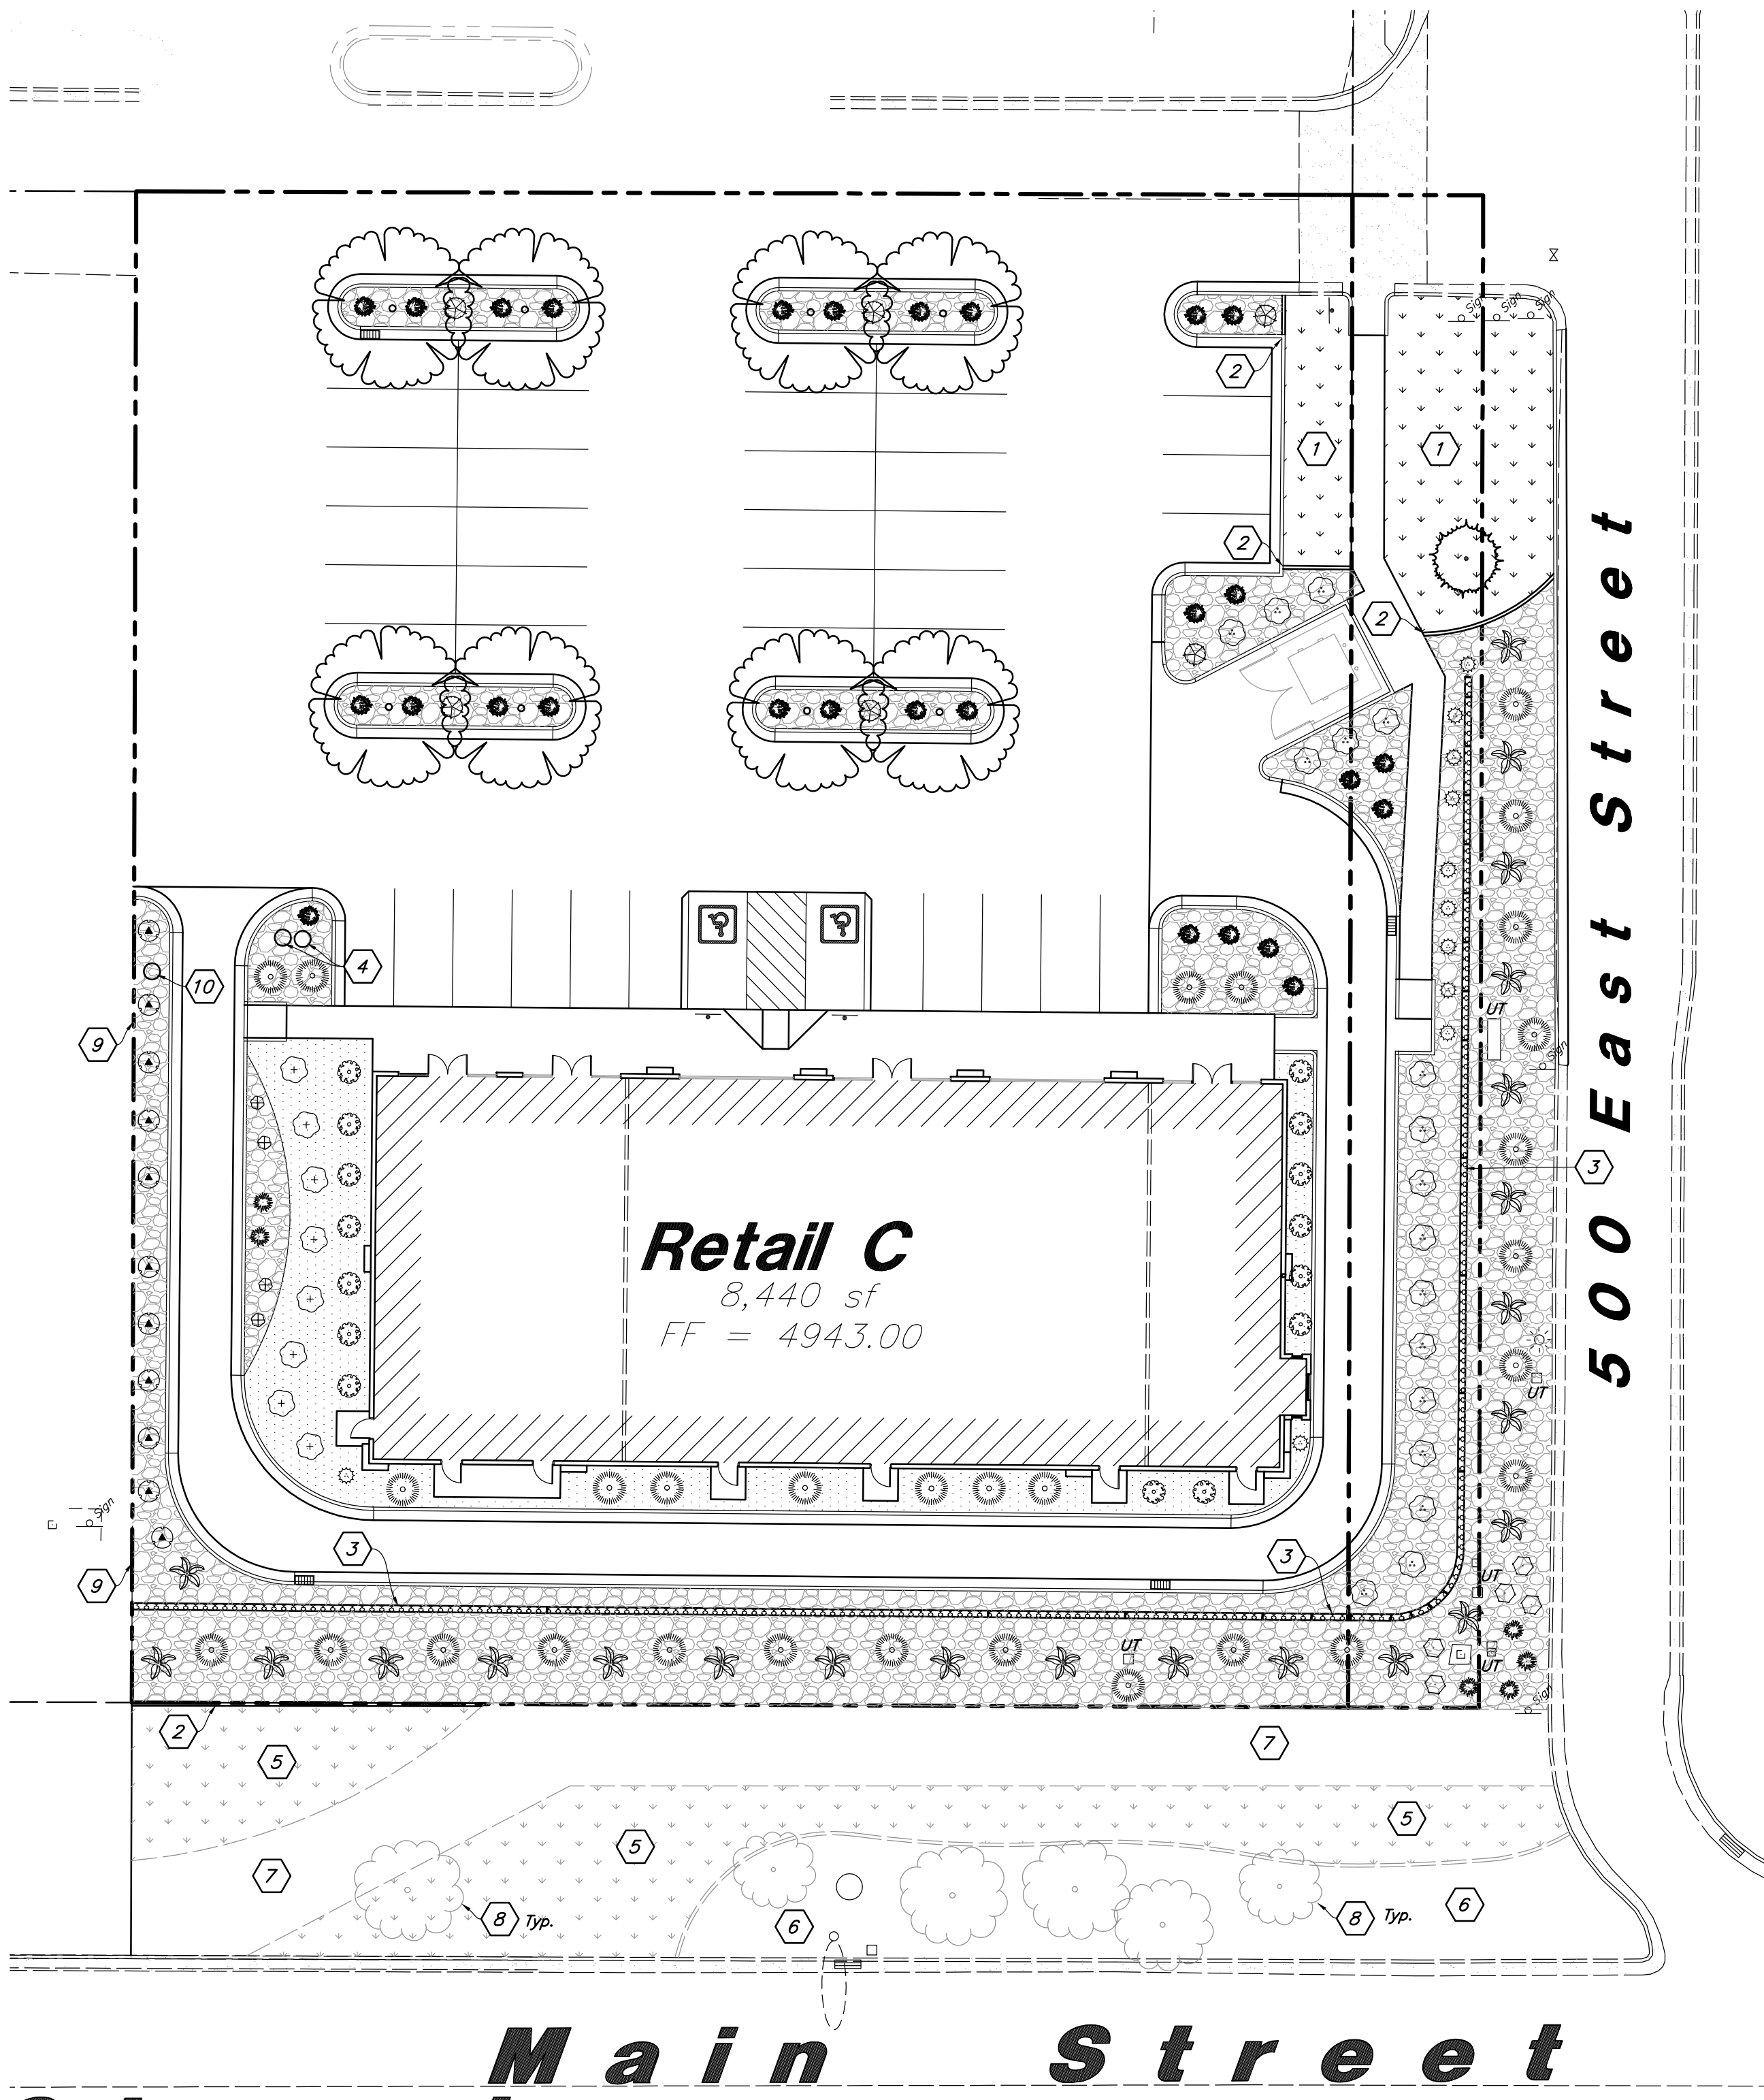 Sign
Sign
Sign
2
1
1
2
2
4
10
9
UT
Sign
3
500 East Street
Retail C
8,440 sf
FF = 4943.00
UT
Sign
3
3
9
UT
UT
UT
Sign
2
7
5
5
5
7
8 Typ.
6
8 Typ.
6
Main Street